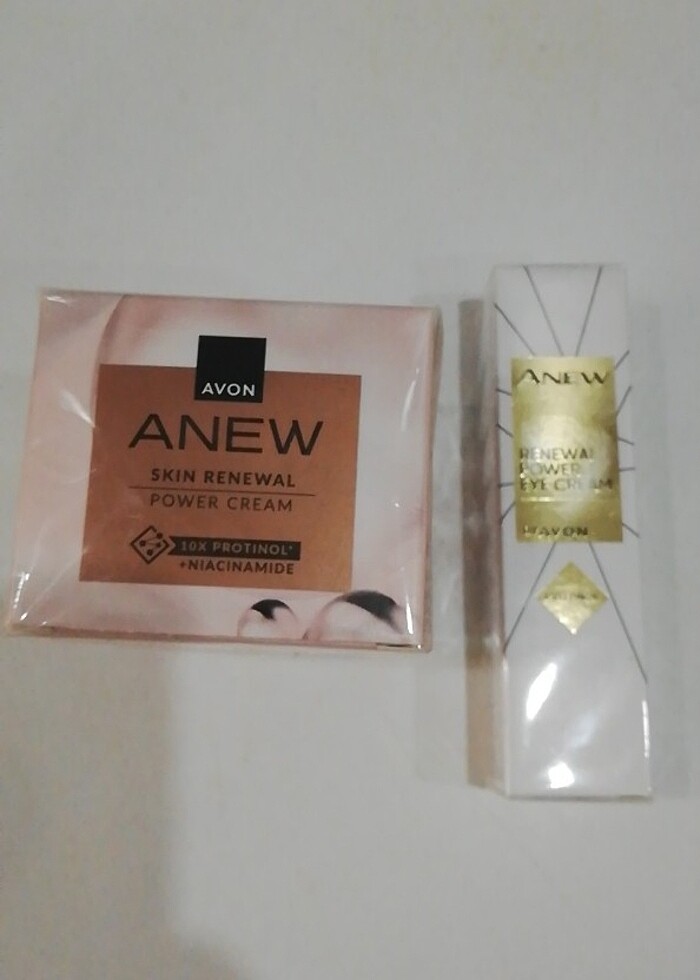 AVON
ANEW
SKIN RENEWAL
POWER CREAM
10X PROTINOL*
+NIACINAMIDE
ANEW
RENEWAL
POWER
EYE CREAM
AVON